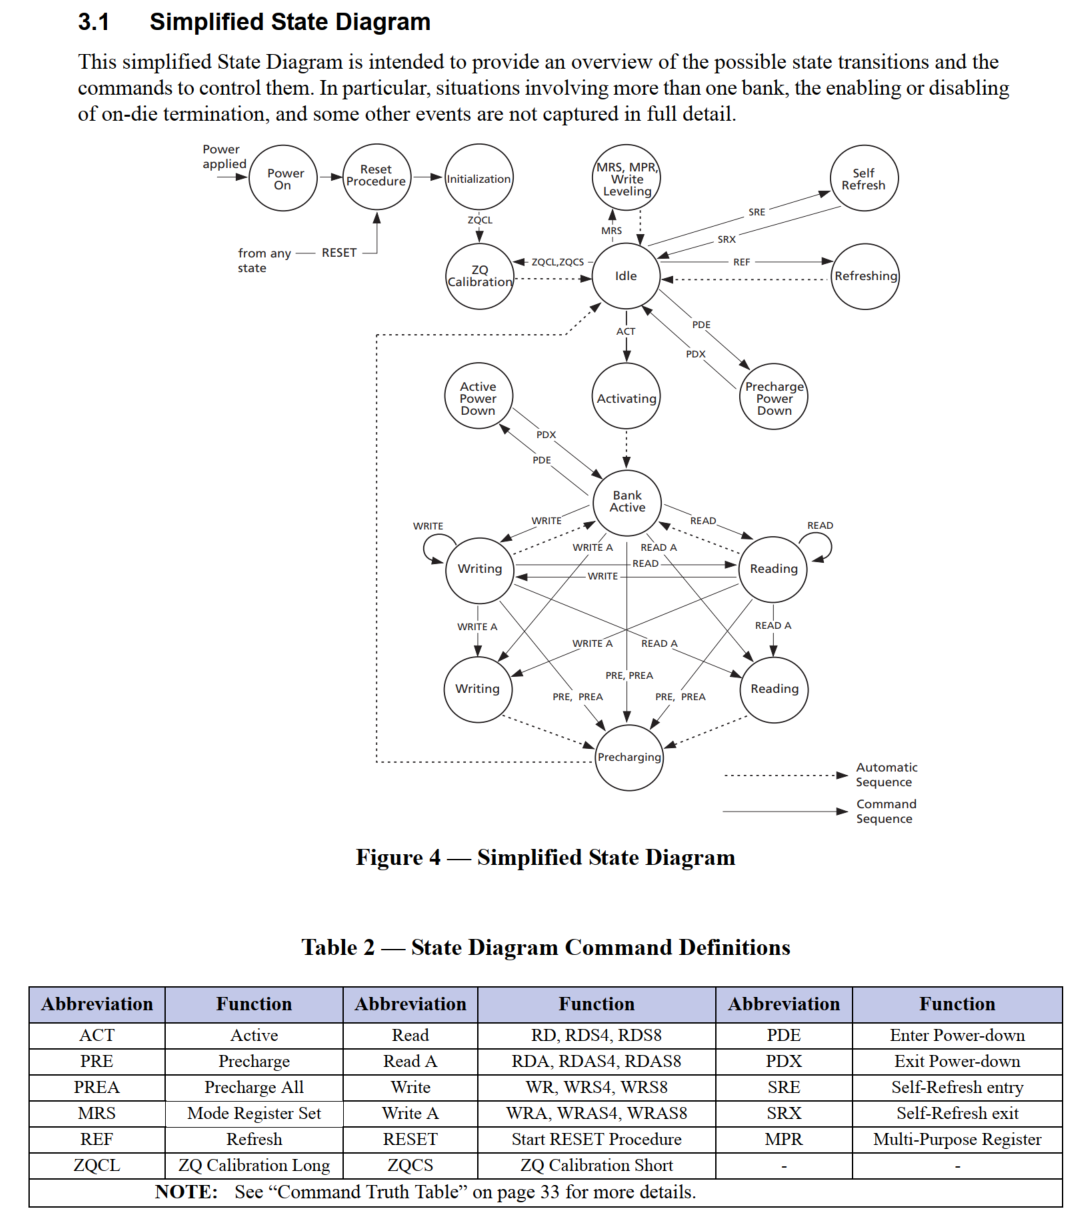 3.1 Simplified State Diagram
This simplified State Diagram is intended to provide an overview of the possible state transitions and the
commands to control them. In particular, situations involving more than one bank, the enabling or disabling
of on-die termination, and some other events are not captured in full detail.
Power
applied
Power
On
Reset
Procedure
Initialization
MRS, MPR,
Write
Leveling
Self
Refresh
ZQCL
MRS
SRE
SRX
from any
state
RESET
ZQ
Calibration
ZQCL,ZQCS
Idle
REF
Refreshing
ACT
PDE
PDX
Active
Power
Down
Activating
Precharge
Power
Down
PDX
PDE
Bank
Active
WRITE
WRITE
READ
READ
WRITE A
READ A
Writing
READ
WRITE
Reading
WRITE A
READ A
WRITE A
READ A
PRE, PREA
Writing
PRE, PREA
PRE, PREA
Reading
Precharging
Automatic
Sequence
Command
Sequence
Figure 4 — Simplified State Diagram
Table 2 — State Diagram Command Definitions
Abbreviation Function Abbreviation Function Abbreviation Function
ACT Active Read RD, RDS4, RDS8 PDE Enter Power-down
PRE Precharge Read A RDA, RDAS4, RDAS8 PDX Exit Power-down
PREA Precharge All Write WR, WRS4, WRS8 SRE Self-Refresh entry
MRS Mode Register Set Write A WRA, WRAS4, WRAS8 SRX Self-Refresh exit
REF Refresh RESET Start RESET Procedure MPR Multi-Purpose Register
ZQCL ZQ Calibration Long ZQCS ZQ Calibration Short - -
NOTE: See “Command Truth Table” on page 33 for more details.